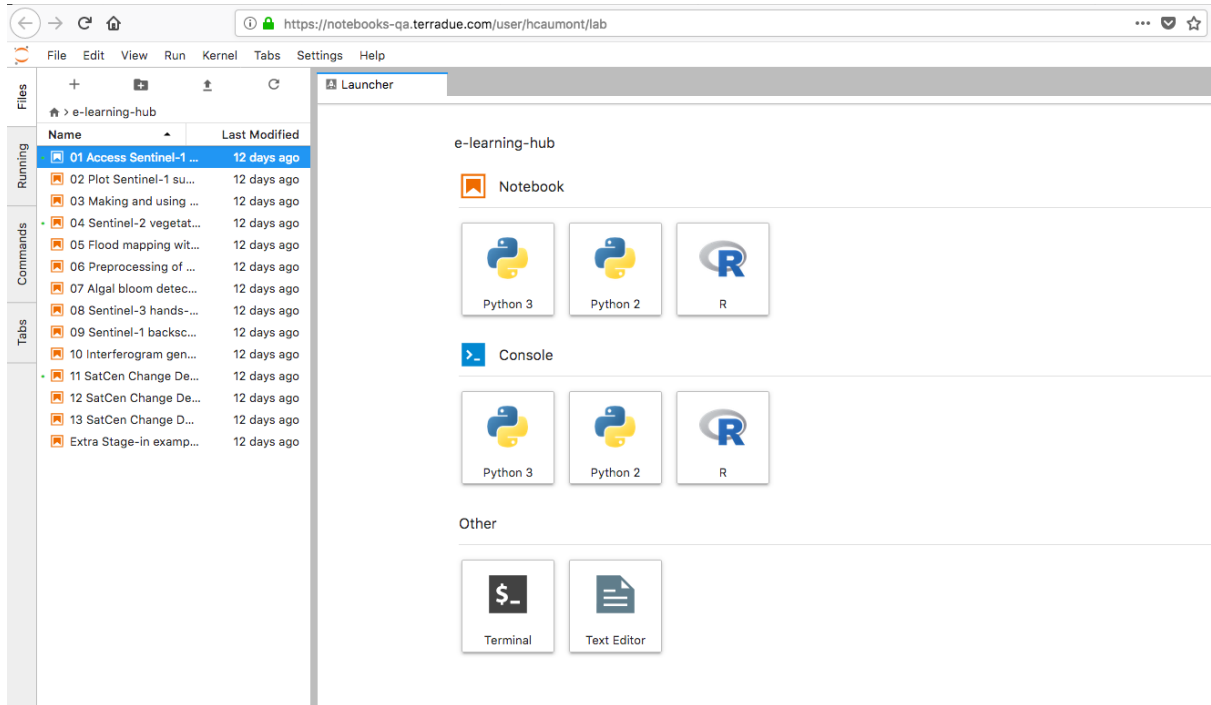 https://notebooks-qa.terradue.com/user/hcaumont/lab
File Edit View Run Kernel Tabs Settings Help
Files
Running
Commands
Tabs
e-learning-hub
Name Last Modified
01 Access Sentinel-1 ... 12 days ago
02 Plot Sentinel-1 su... 12 days ago
03 Making and using ... 12 days ago
04 Sentinel-2 vegetat... 12 days ago
05 Flood mapping wit... 12 days ago
06 Preprocessing of ... 12 days ago
07 Algal bloom detec... 12 days ago
08 Sentinel-3 hands-... 12 days ago
09 Sentinel-1 backsc... 12 days ago
10 Interferogram gen... 12 days ago
11 SatCen Change De... 12 days ago
12 SatCen Change De... 12 days ago
13 SatCen Change D... 12 days ago
Extra Stage-in examp... 12 days ago
Launcher
e-learning-hub
Notebook
Python 3 Python 2 R
Console
Python 3 Python 2 R
Other
$_
Terminal Text Editor